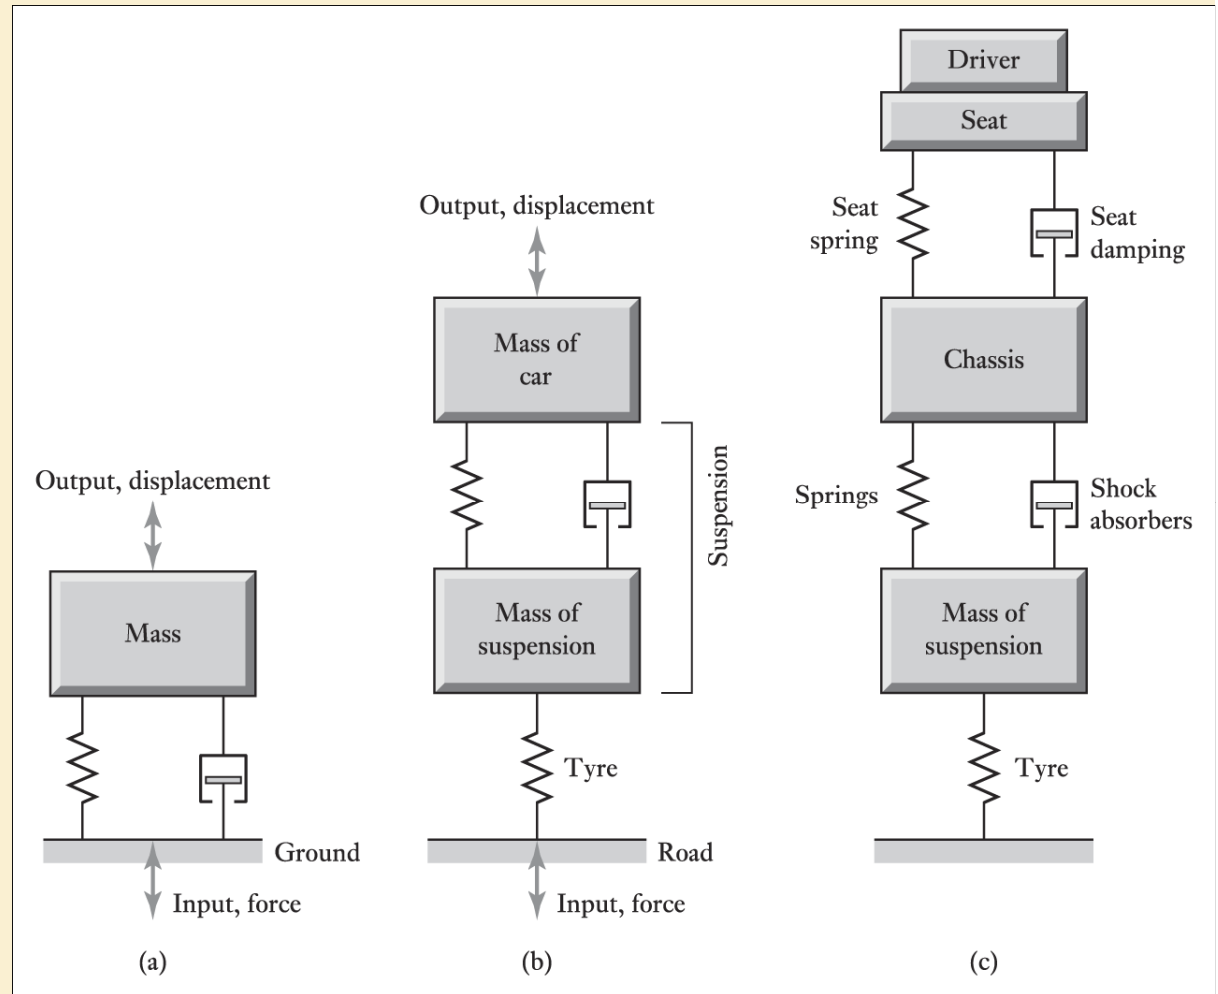 Output, displacement
Mass
Ground
Input, force
(a)
Output, displacement
Mass of
car
Suspension
Mass of
suspension
Tyre
Road
Input, force
(b)
Driver
Seat
Seat
spring
Seat
damping
Chassis
Springs
Shock
absorbers
Mass of
suspension
Tyre
(c)